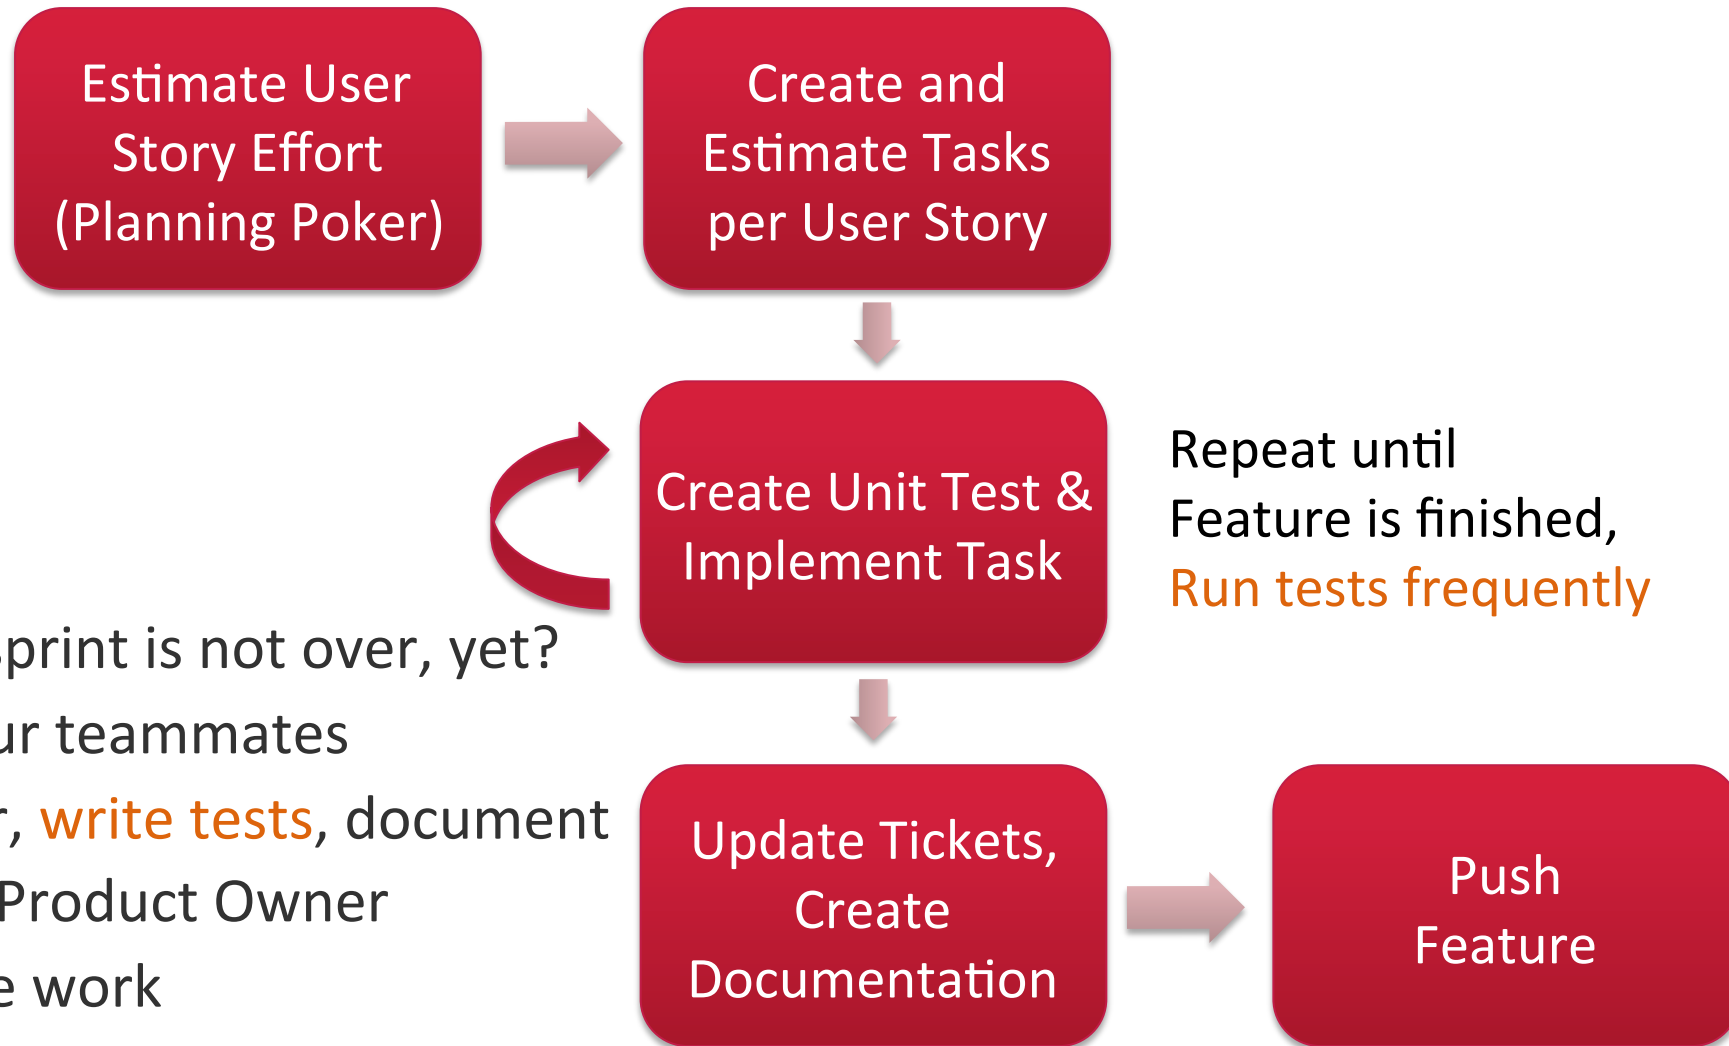 Estimate User
Story Effort
(Planning Poker)
Create and
Estimate Tasks
per User Story
Create Unit Test &
Implement Task
Repeat until
Feature is finished,
Run tests frequently
sprint is not over, yet?
teammates
write tests, document
Product Owner
work
Update Tickets,
Create
Documentation
Push
Feature